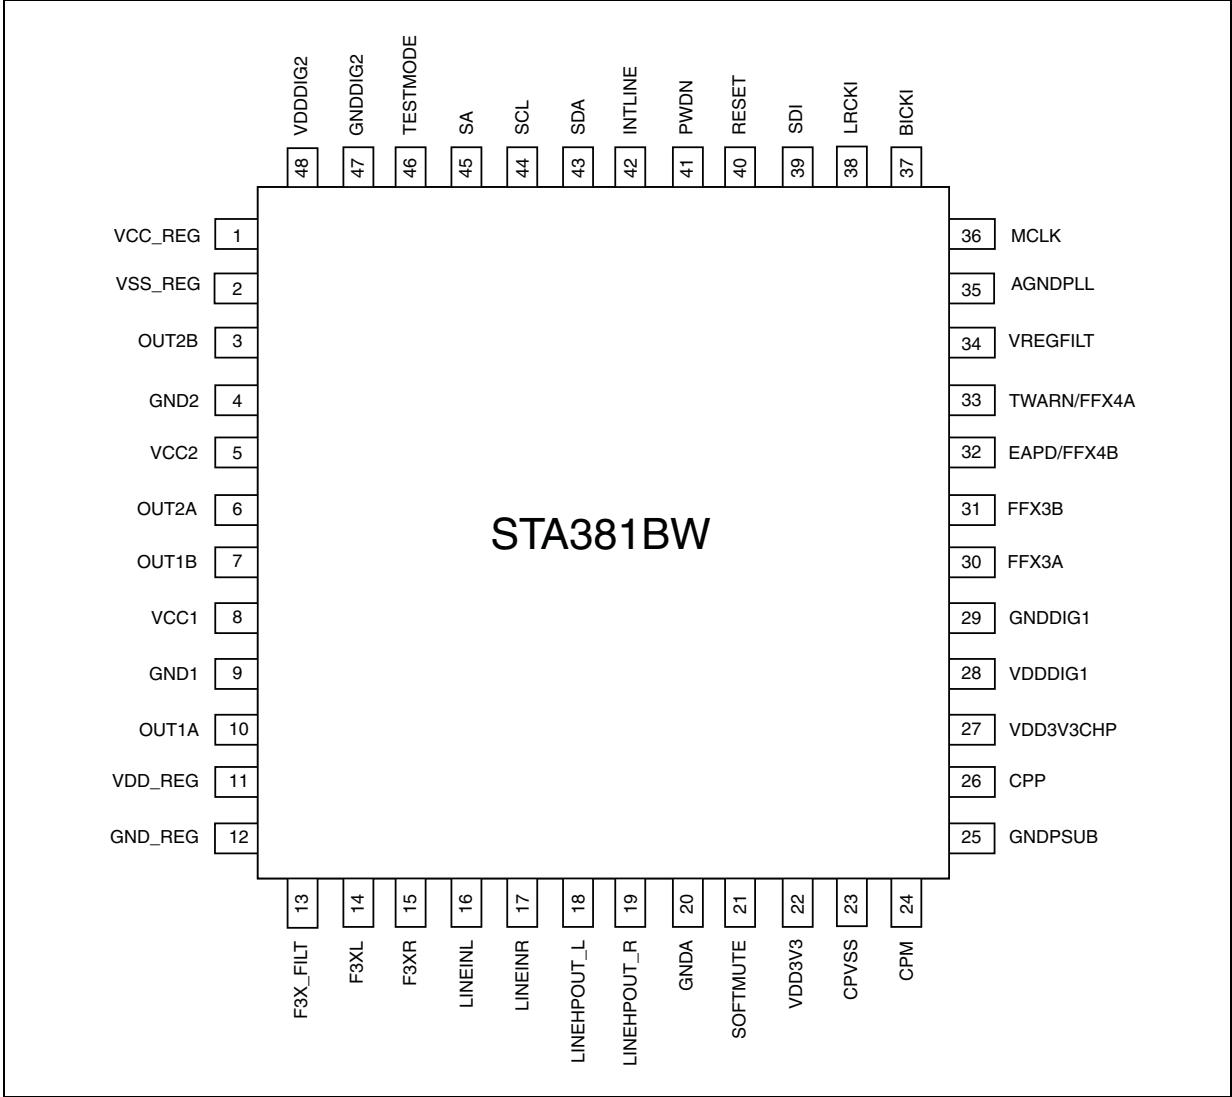 VDDDIG2
GNDDIG2
TESTMODE
SA
SCL
SDA
INTLINE
PWDN
RESET
SDI
LRCKI
BICKI
48
47
46
45
44
43
42
41
40
39
38
37
VCC_REG 1
VSS_REG 2
OUT2B 3
GND2 4
VCC2 5
OUT2A 6
OUT1B 7
VCC1 8
GND1 9
OUT1A 10
VDD_REG 11
GND_REG 12
STA381BW
36 MCLK
35 AGNDPLL
34 VREGFILT
33 TWARN/FFX4A
32 EAPD/FFX4B
31 FFX3B
30 FFX3A
29 GNDDIG1
28 VDDDIG1
27 VDD3V3CHP
26 CPP
25 GNDPSUB
13
14
15
16
17
18
19
20
21
22
23
24
F3X_FILT
F3XL
F3XR
LINEINL
LINEINR
LINEHPOUT_L
LINEHPOUT_R
GNDA
SOFTMUTE
VDD3V3
CPVSS
CPM